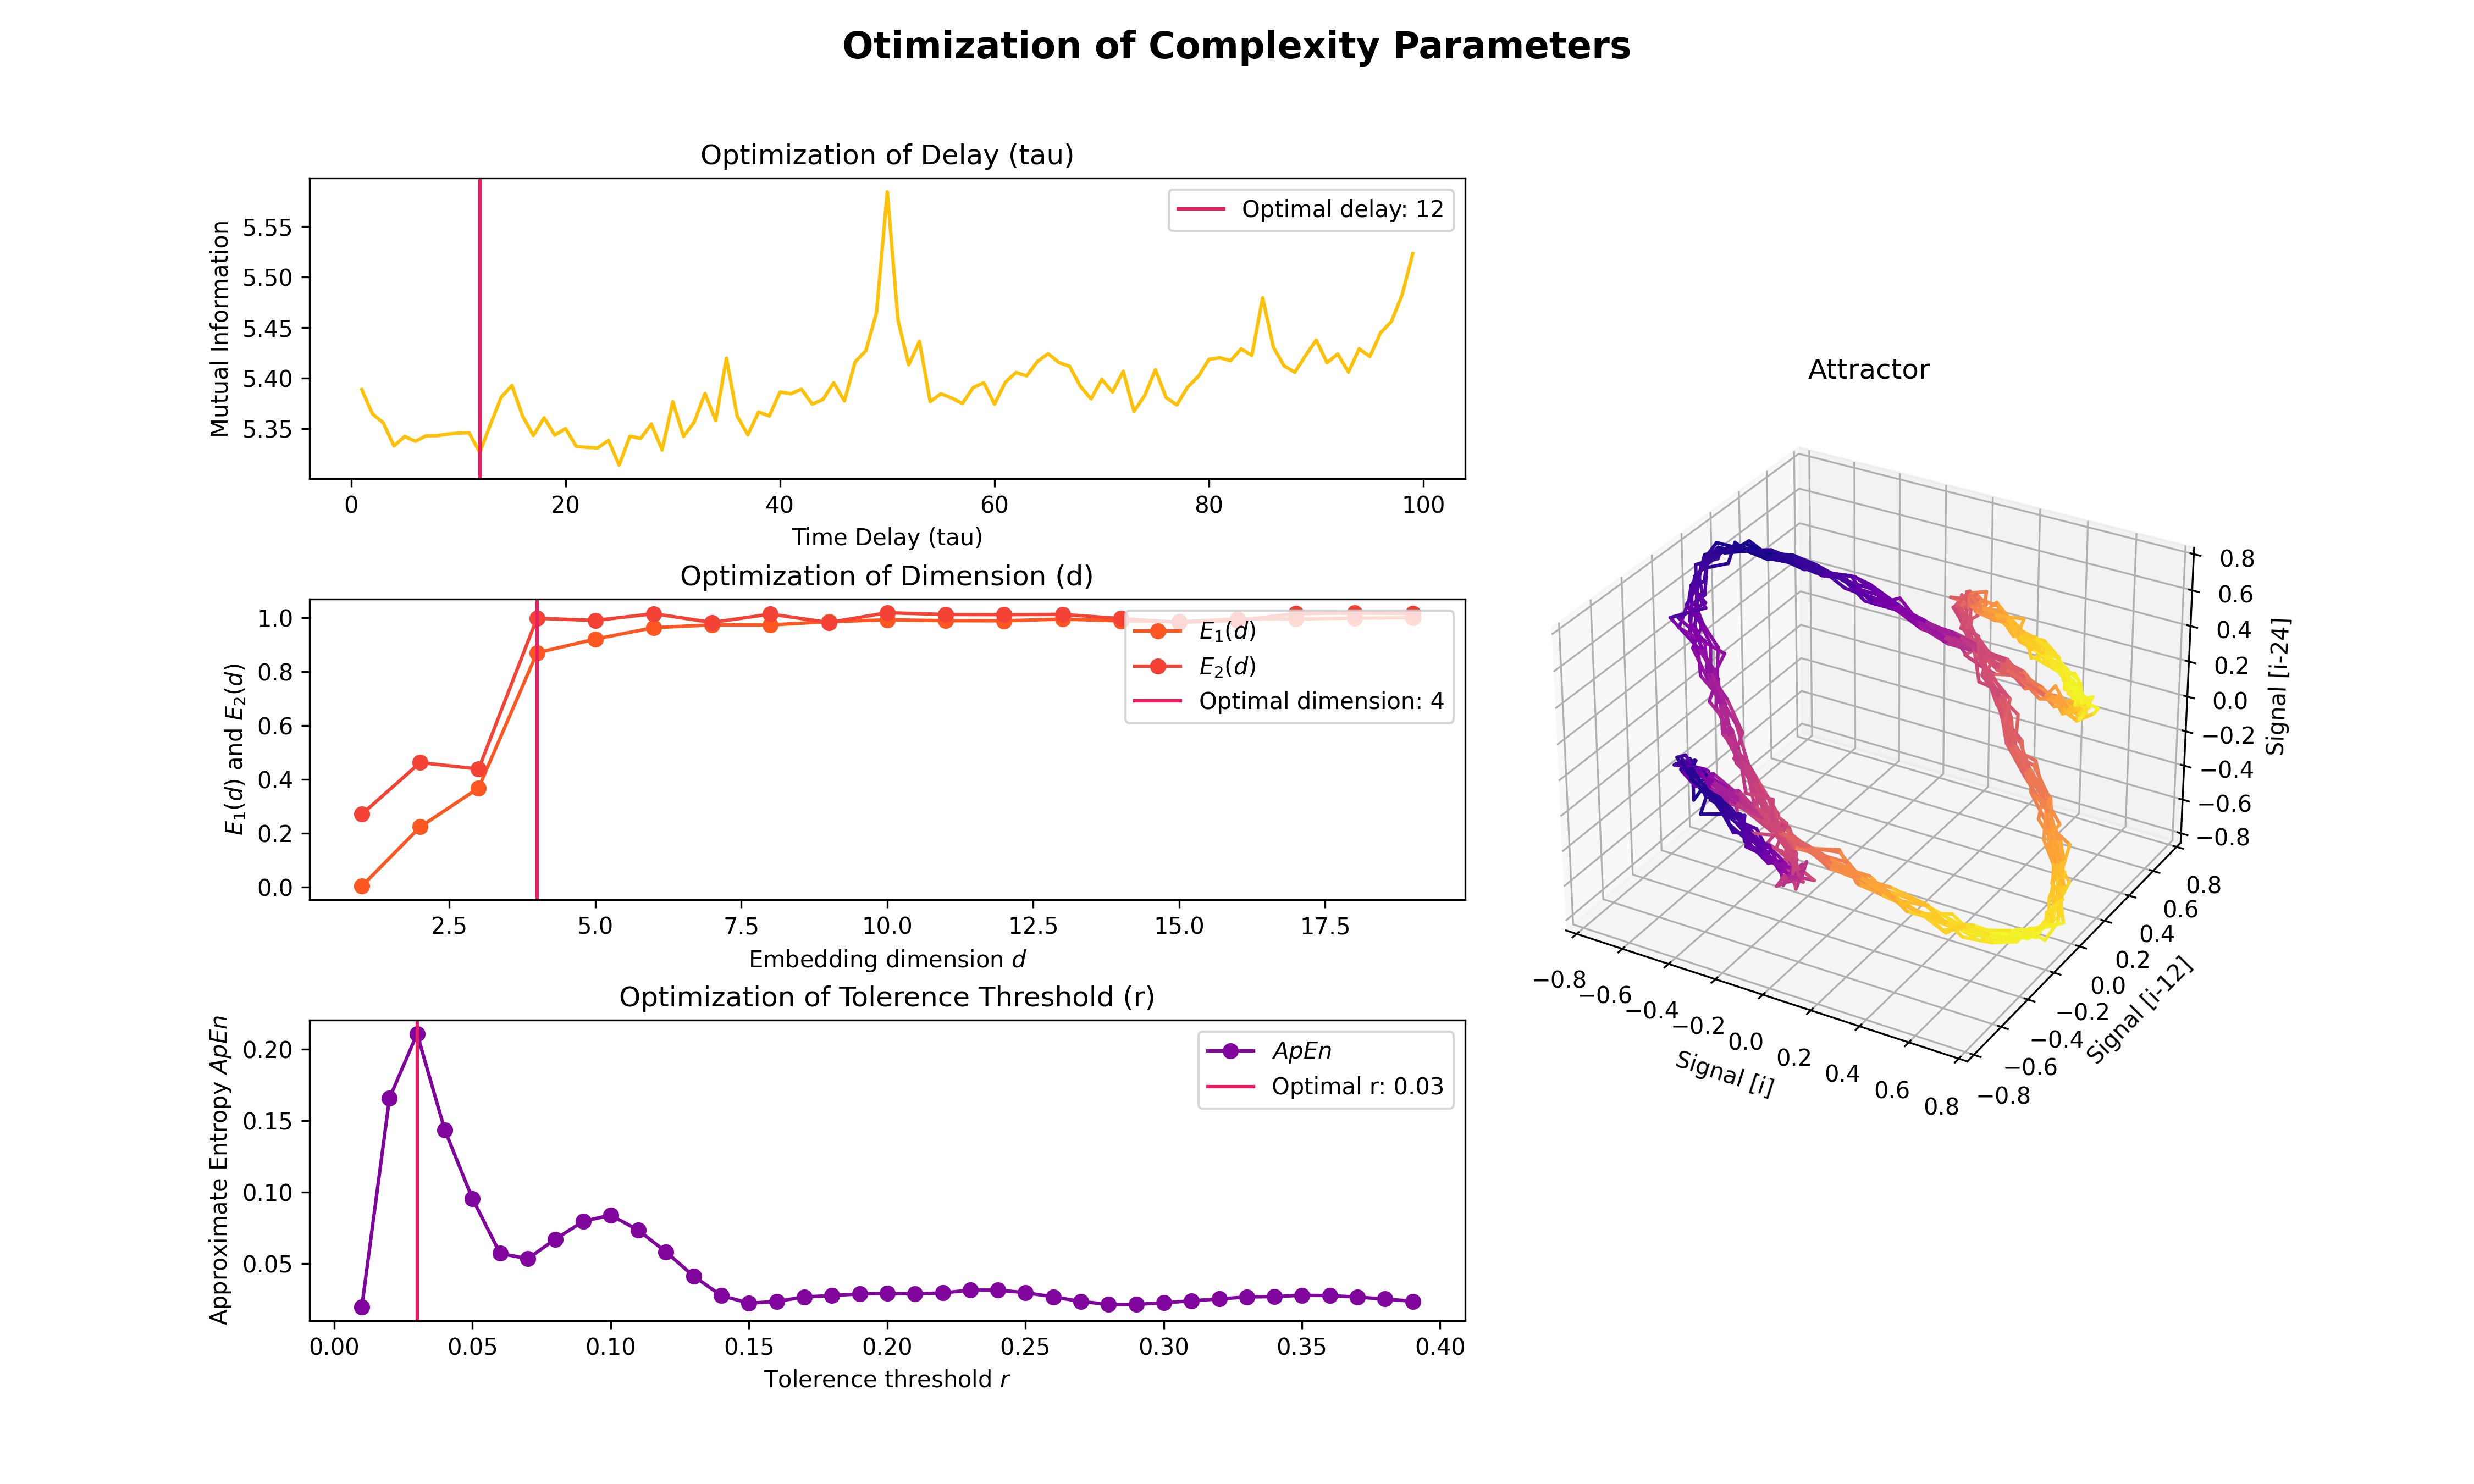 Otimization of Complexity Parameters
Optimization of Delay (tau)
Mutual Information
5.55
5.50
5.45
5.40
5.35
Optimal delay: 12
0 20 40 60 80 100
Time Delay (tau)
Optimization of Dimension (d)
E₁(d) and E₂(d)
1.0
0.8
0.6
0.4
0.2
0.0
E₁(d)
E₂(d)
Optimal dimension: 4
2.5 5.0 7.5 10.0 12.5 15.0 17.5
Embedding dimension d
Optimization of Tolerence Threshold (r)
Approximate Entropy ApEn
0.20
0.15
0.10
0.05
ApEn
Optimal r: 0.03
0.00 0.05 0.10 0.15 0.20 0.25 0.30 0.35 0.40
Tolerence threshold r
Attractor
0.8
0.6
0.4
0.2
0.0
−0.2
−0.4
−0.6
−0.8
Signal [i-24]
0.8
0.6
0.4
0.2
0.0
−0.2
−0.4
−0.6
−0.8
Signal [i-12]
−0.8 −0.6 −0.4 −0.2 0.0 0.2 0.4 0.6 0.8
Signal [i]